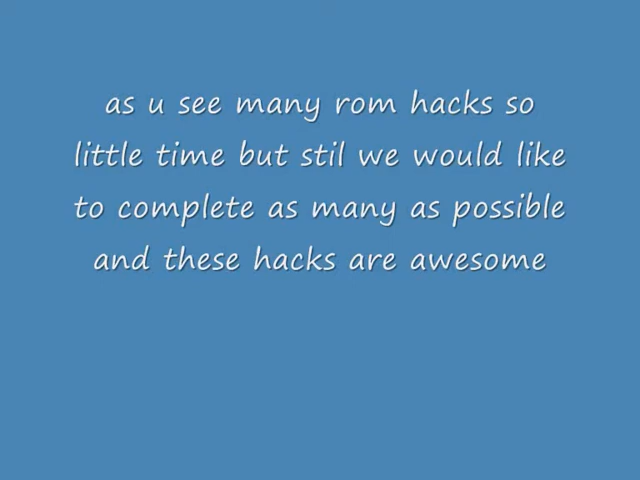 as u see many rom hacks so
little time but stil we would like
to complete as many as possible
and these hacks are awesome